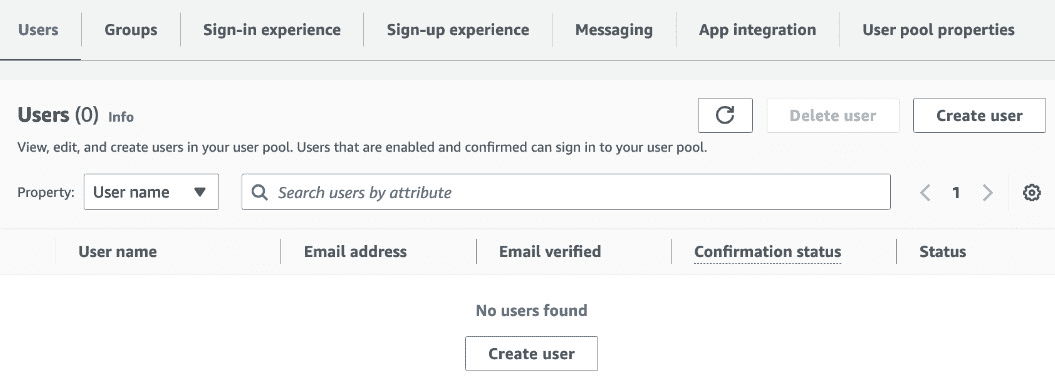 Users Groups Sign-in experience Sign-up experience Messaging App integration User pool properties
Users (0) Info Delete user Create user
View, edit, and create users in your user pool. Users that are enabled and confirmed can sign in to your user pool.
Property: User name Search users by attribute 1
User name Email address Email verified Confirmation status Status
No users found
Create user